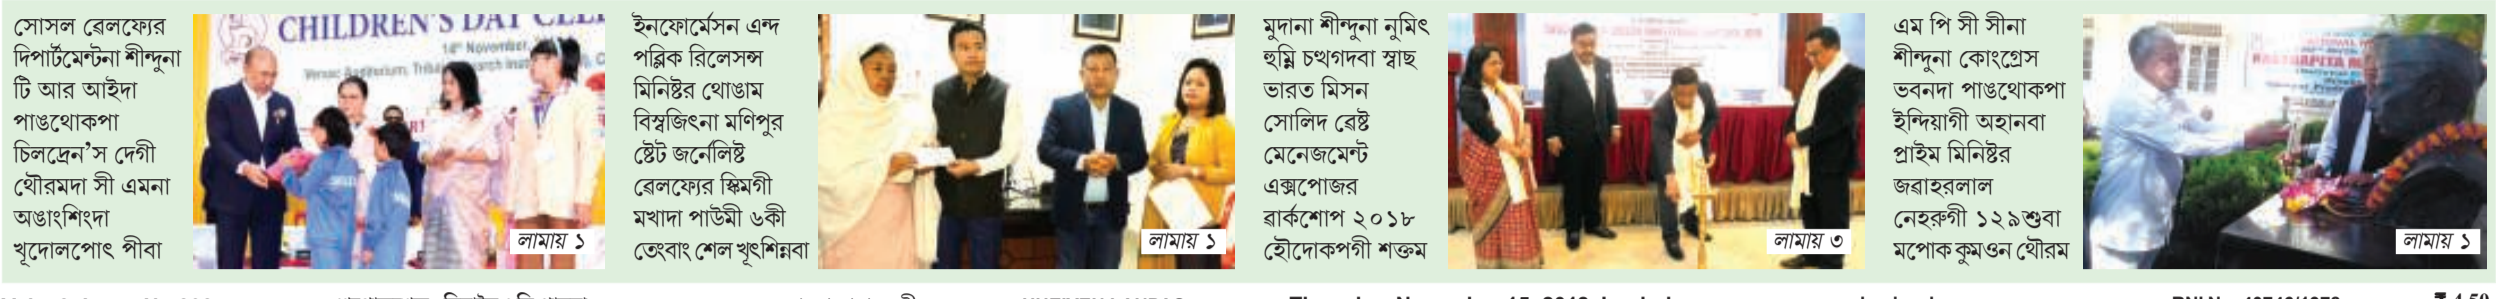 সোসল ৱেলফ্যের
দিপার্টমেন্টনা শীন্দুনা
টি আর আইদা
পাঙথোকপা
চিলদ্রেন'স দেগী
থৌরমদা সী এমনা
অঙাংশিংদা
খূদোলপোৎ পীবা
CHILDREN'S DAY
14th November,
লামায় ১
ইনফোর্মেসন এন্দ
পব্লিক রিলেসন্স
মিনিষ্টর থোঙাম
বিস্বজিৎনা মণিপুর
ষ্টেট জর্নেলিষ্ট
ৱেলফ্যের স্কিমগী
মখাদা পাউমী ৬কী
তেংবাং শেল খূৎশিন্নবা
লামায় ১
মুদানা শীন্দুনা নুমিৎ
হুম্নি চত্থগদবা স্বাছ
ভারত মিসন
সোলিদ ৱেষ্ট
মেনেজমেন্ট
এক্সপোজর
ৱার্কশোপ ২০১৮
হৌদোকপগী শক্তম
লামায় ৩
এম পি সী সীনা
শীন্দুনা কোংগ্রেস
ভবনদা পাঙথোকপা
ইন্দিয়াগী অহানবা
প্রাইম মিনিষ্টর
জৱাহরলাল
নেহরুগী ১২৯শুবা
মপোক কুমওন থৌরম
লামায় ১